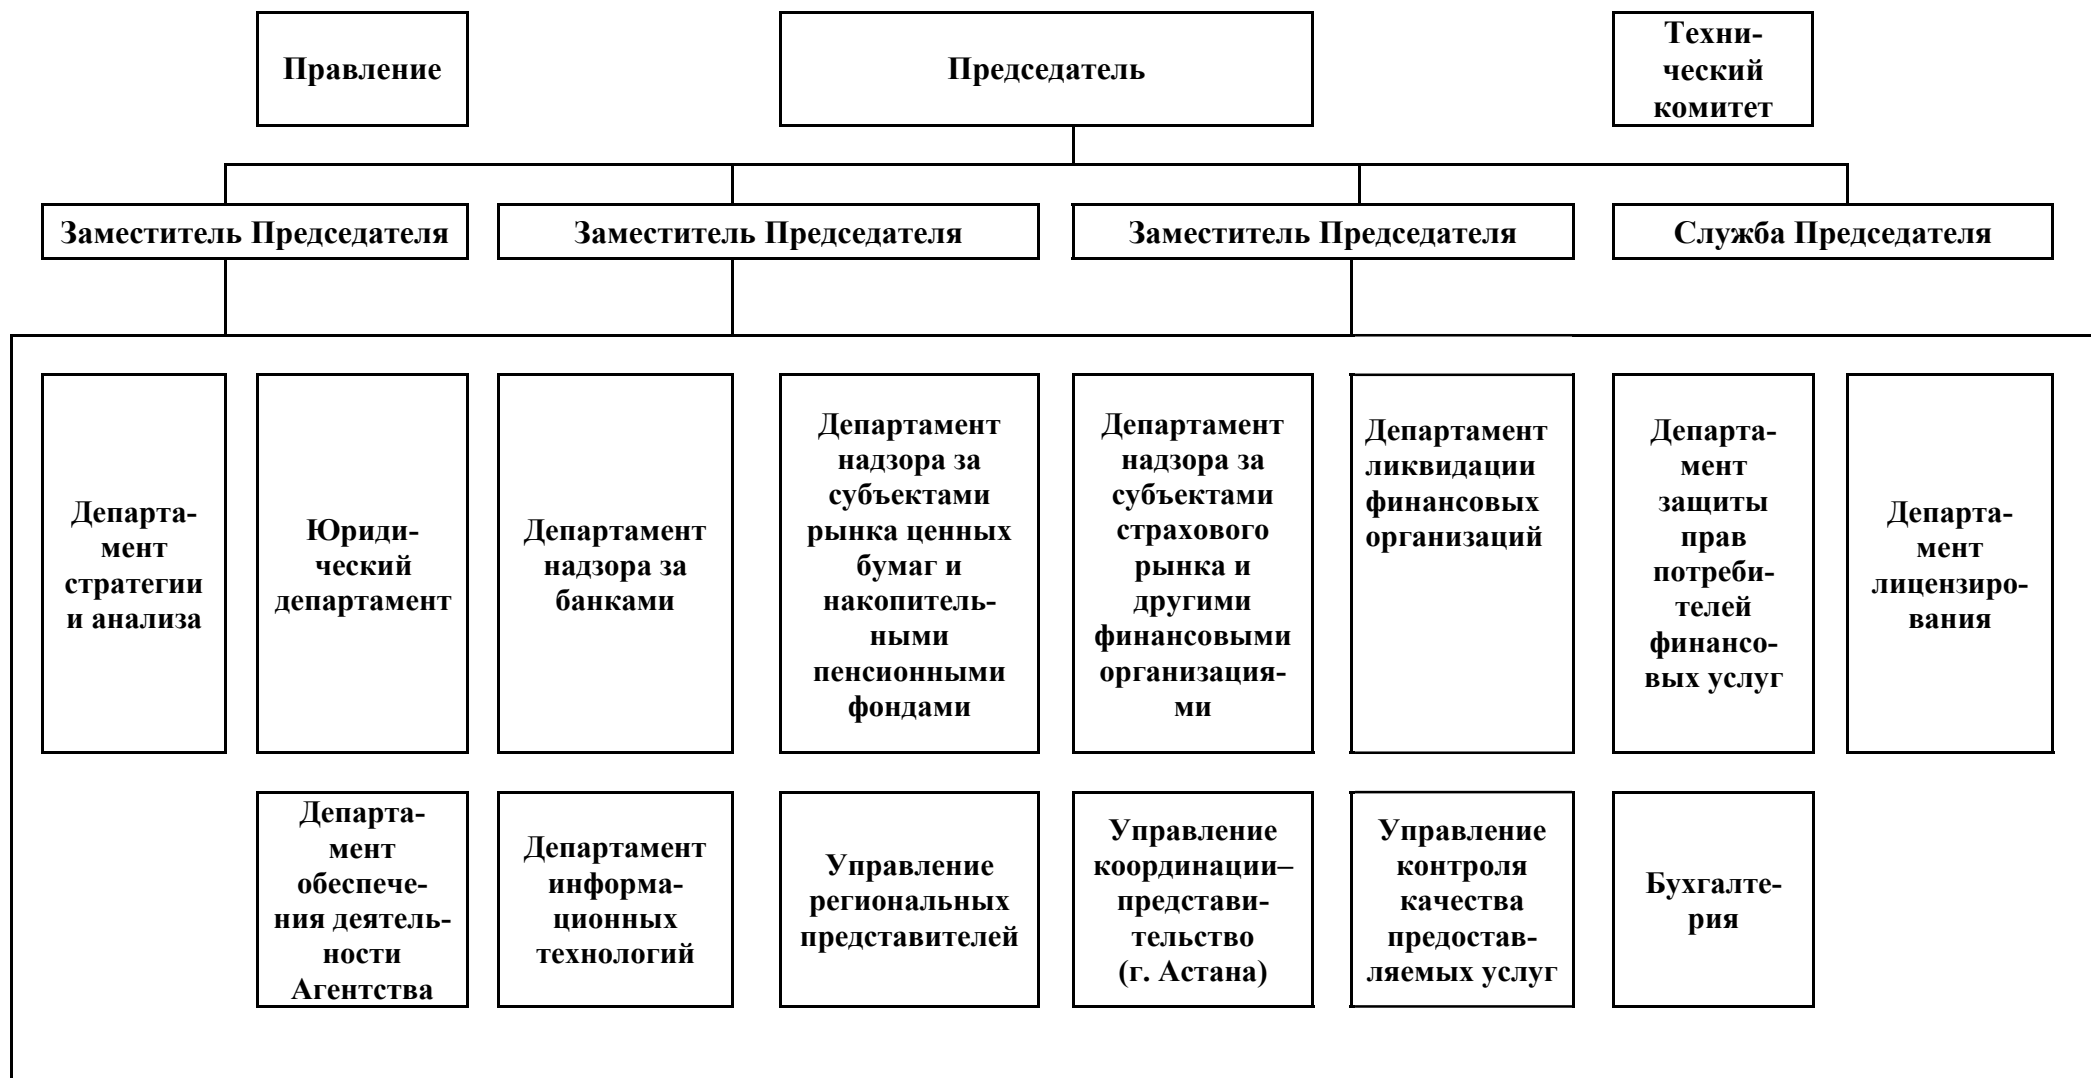 Правление
Председатель
Техни-
ческий
комитет
Заместитель Председателя
Заместитель Председателя
Заместитель Председателя
Служба Председателя
Департа-
мент
стратегии
и анализа
Юриди-
ческий
департамент
Департамент
надзора за
банками
Департамент
надзора за
субъектами
рынка ценных
бумаг и
накопитель-
ными
пенсионными
фондами
Департамент
надзора за
субъектами
страхового
рынка и
другими
финансовыми
организация-
ми
Департамент
ликвидации
финансовых
организаций
Департа-
мент
защиты
прав
потреби-
телей
финансо-
вых услуг
Департа-
мент
лицензиро-
вания
Департа-
мент
обеспече-
ния деятель-
ности
Агентства
Департамент
информа-
ционных
технологий
Управление
региональных
представителей
Управление
координации–
представи-
тельство
(г. Астана)
Управление
контроля
качества
предостав-
ляемых услуг
Бухгалте-
рия